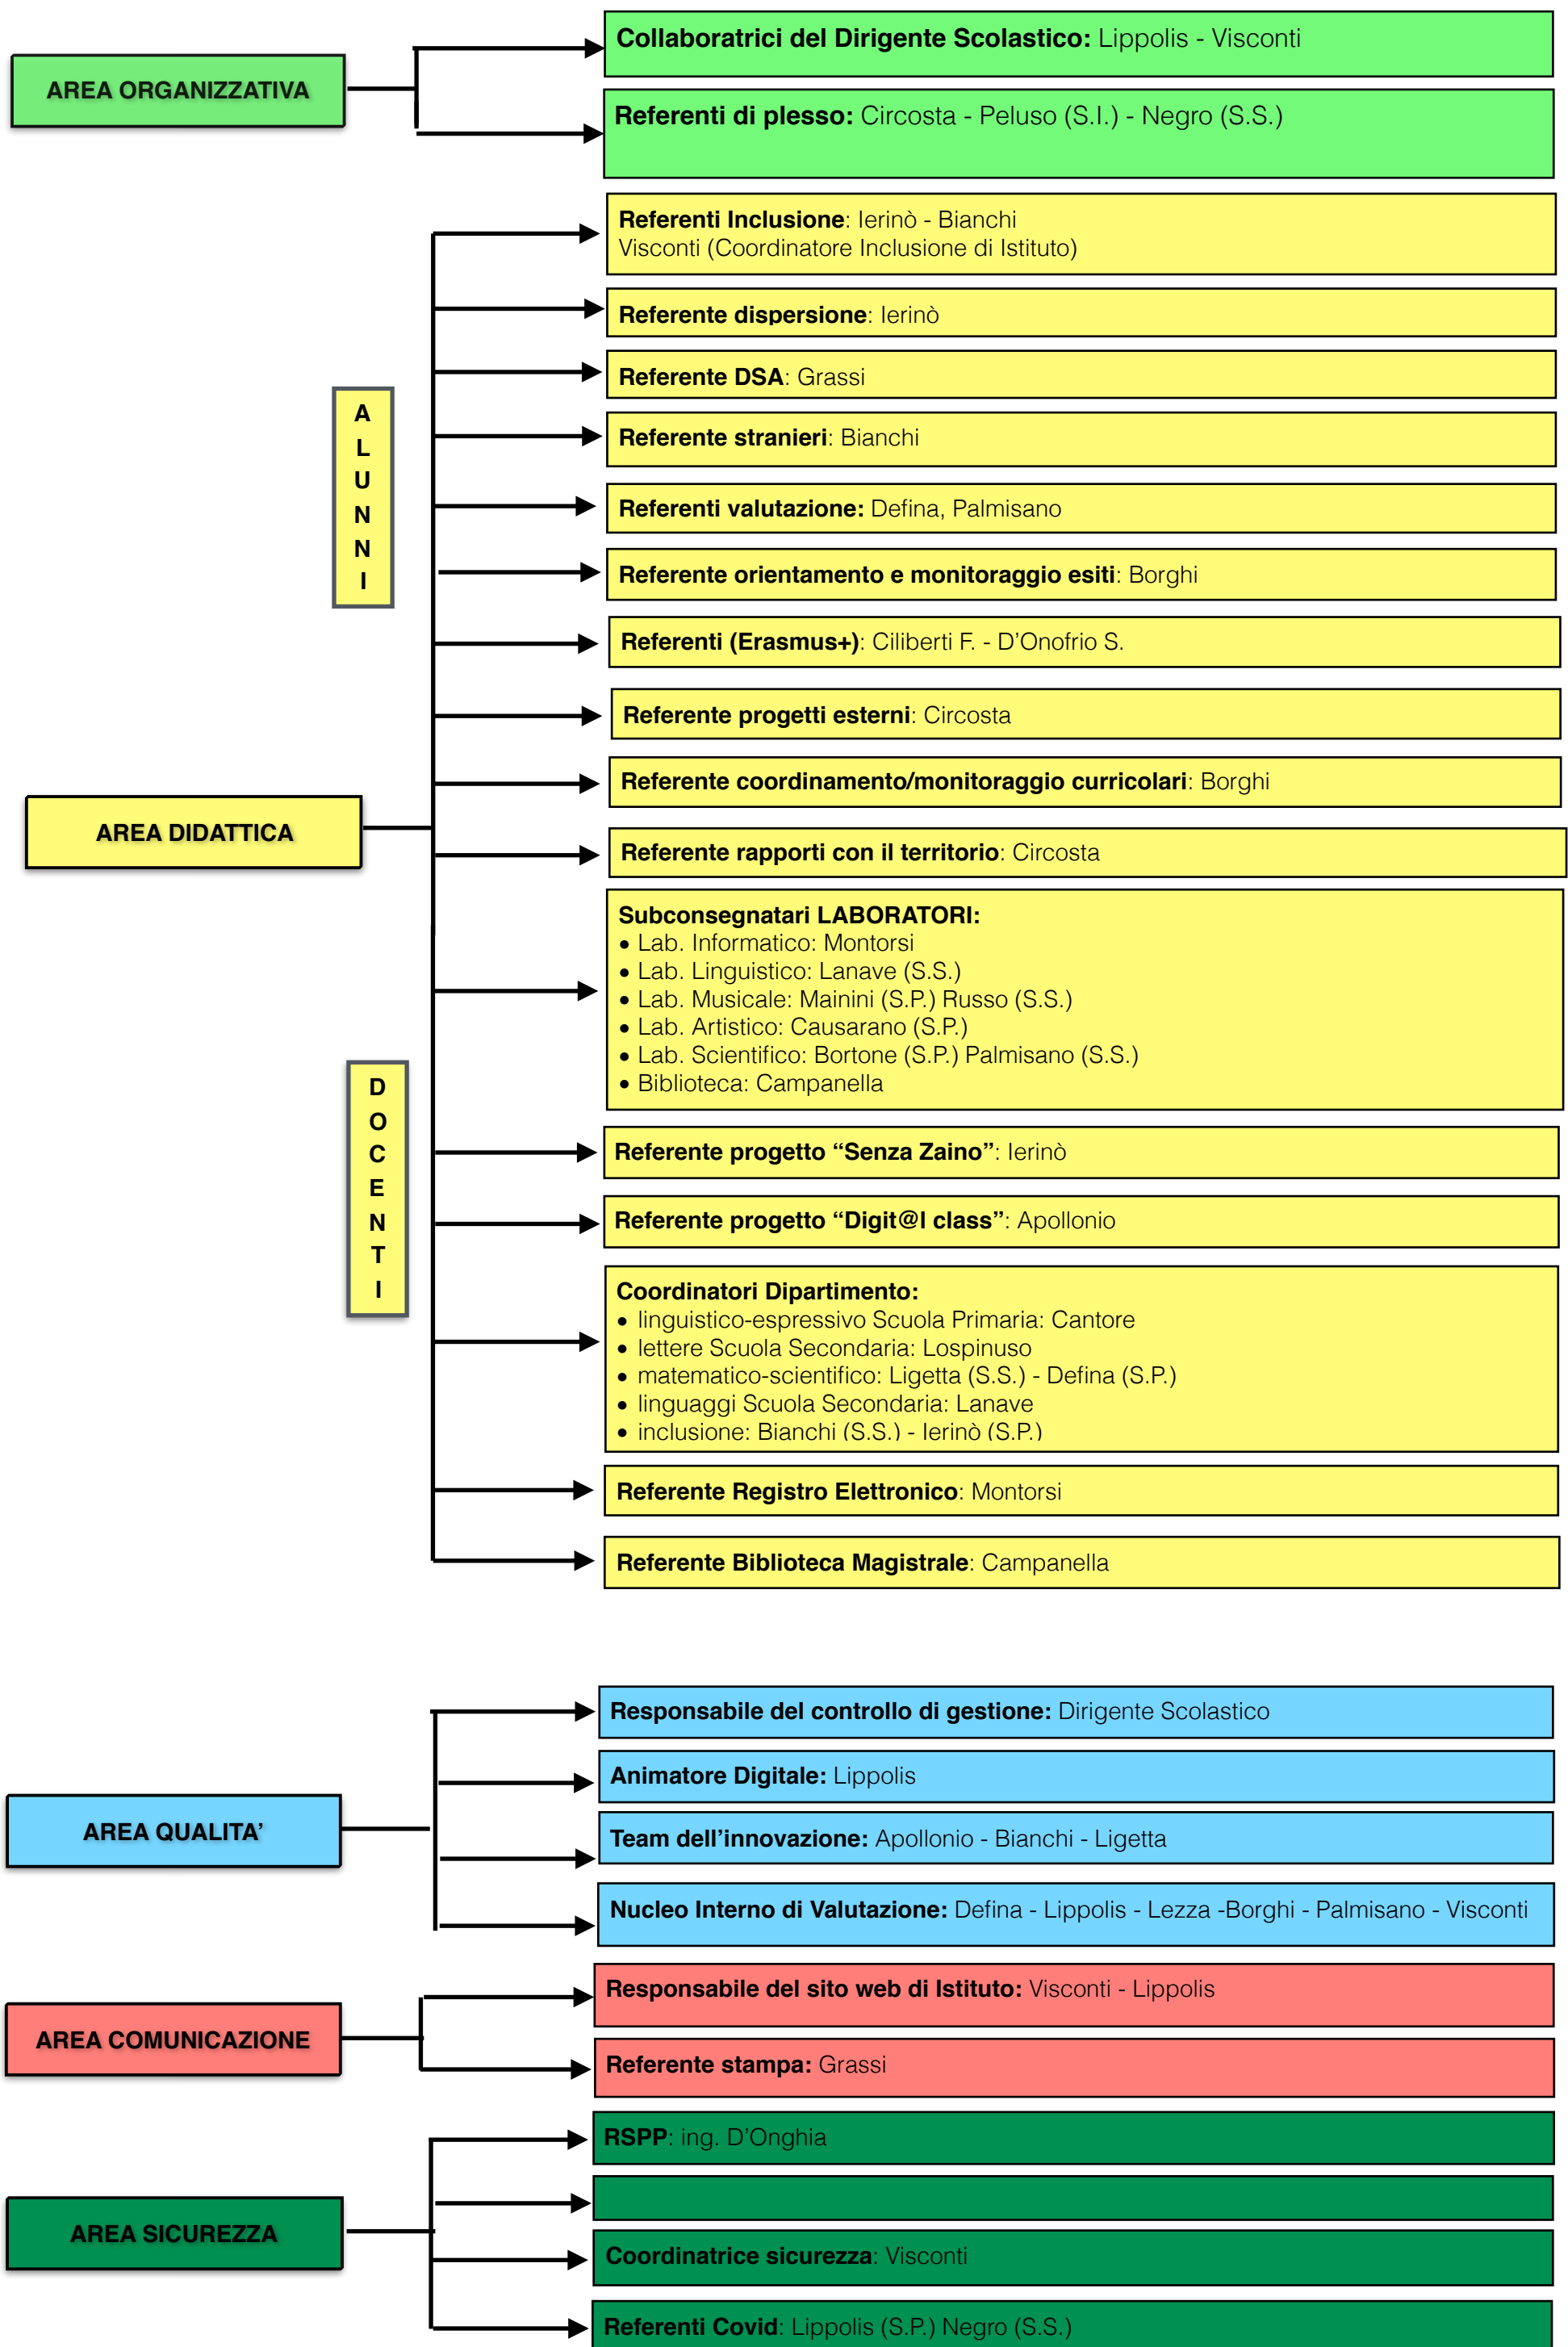 AREA ORGANIZZATIVA
Collaboratrici del Dirigente Scolastico: Lippolis - Visconti
Referenti di plesso: Circosta - Peluso (S.I.) - Negro (S.S.)
AREA DIDATTICA
ALUNNI
Referenti Inclusione: Ierinò - Bianchi
Visconti (Coordinatore Inclusione di Istituto)
Referente dispersione: Ierinò
Referente DSA: Grassi
Referente stranieri: Bianchi
Referenti valutazione: Defina, Palmisano
Referente orientamento e monitoraggio esiti: Borghi
Referenti (Erasmus+): Ciliberti F. - D’Onofrio S.
Referente progetti esterni: Circosta
Referente coordinamento/monitoraggio curricolari: Borghi
Referente rapporti con il territorio: Circosta
DOCENTI
Subconsegnatari LABORATORI:
• Lab. Informatico: Montorsi
• Lab. Linguistico: Lanave (S.S.)
• Lab. Musicale: Mainini (S.P.) Russo (S.S.)
• Lab. Artistico: Causarano (S.P.)
• Lab. Scientifico: Bortone (S.P.) Palmisano (S.S.)
• Biblioteca: Campanella
Referente progetto “Senza Zaino”: Ierinò
Referente progetto “Digit@l class”: Apollonio
Coordinatori Dipartimento:
• linguistico-espressivo Scuola Primaria: Cantore
• lettere Scuola Secondaria: Lospinuso
• matematico-scientifico: Ligetta (S.S.) - Defina (S.P.)
• linguaggi Scuola Secondaria: Lanave
• inclusione: Bianchi (S.S.) - Ierinò (S.P.)
Referente Registro Elettronico: Montorsi
Referente Biblioteca Magistrale: Campanella
AREA QUALITA’
Responsabile del controllo di gestione: Dirigente Scolastico
Animatore Digitale: Lippolis
Team dell’innovazione: Apollonio - Bianchi - Ligetta
Nucleo Interno di Valutazione: Defina - Lippolis - Lezza -Borghi - Palmisano - Visconti
AREA COMUNICAZIONE
Responsabile del sito web di Istituto: Visconti - Lippolis
Referente stampa: Grassi
AREA SICUREZZA
RSPP: ing. D’Onghia
Coordinatrice sicurezza: Visconti
Referenti Covid: Lippolis (S.P.) Negro (S.S.)